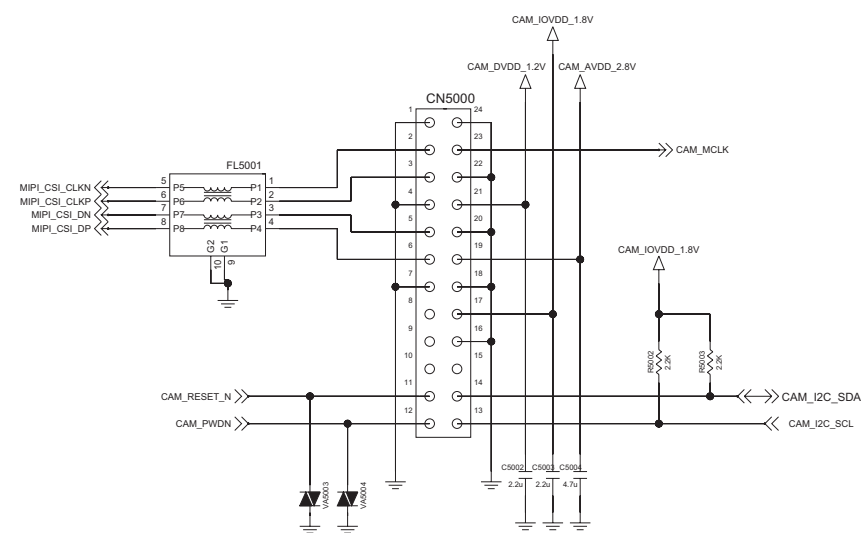 CAM_IOVDD_1.8V
CAM_DVDD_1.2V
CAM_AVDD_2.8V
CN5000
1
24
2
23
CAM_MCLK
3
22
FL5001
4
21
MIPI_CSI_CLKN
5
P5
P1
1
MIPI_CSI_CLKP
6
P6
P2
2
MIPI_CSI_DN
7
P7
P3
3
MIPI_CSI_DP
8
P8
P4
4
G2
G1
10
9
5
20
6
19
CAM_IOVDD_1.8V
7
18
8
17
9
16
10
15
R5002
2.2K
R5003
2.2K
11
14
CAM_RESET_N
CAM_I2C_SDA
12
13
CAM_PWDN
CAM_I2C_SCL
C5002
2.2u
C5003
2.2u
C5004
4.7u
VA5003
VA5004